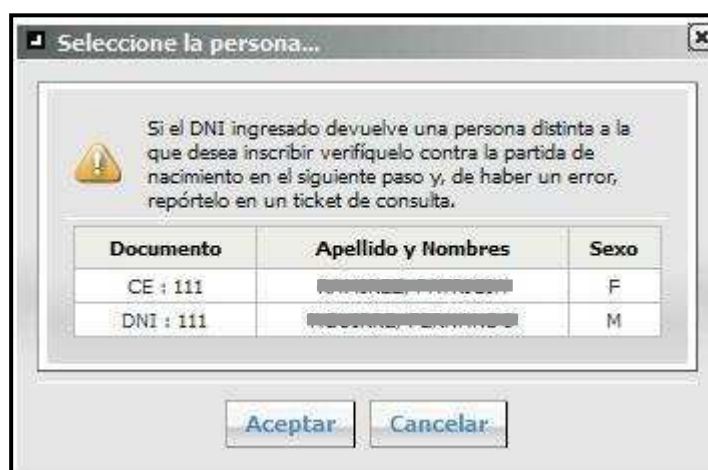 Seleccione la persona...
Si el DNI ingresado devuelve una persona distinta a la
que desea inscribir verifíquelo contra la partida de
nacimiento en el siguiente paso y, de haber un error,
repórtelo en un ticket de consulta.
Documento Apellido y Nombres Sexo
CE : 111 F
DNI : 111 M
Aceptar Cancelar